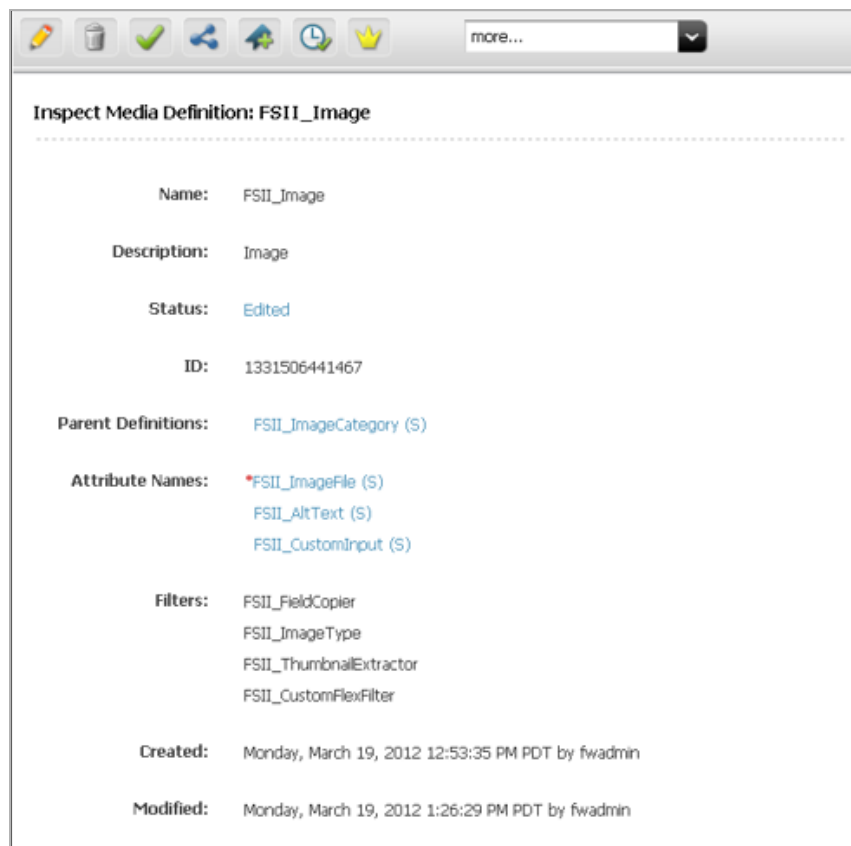 more...
Inspect Media Definition: FSII_Image
Name: FSII_Image
Description: Image
Status: Edited
ID: 1331506441467
Parent Definitions: FSII_ImageCategory (S)
Attribute Names: *FSII_ImageFile (S)
FSII_AltText (S)
FSII_CustomInput (S)
Filters: FSII_FieldCopier
FSII_ImageType
FSII_ThumbnailExtractor
FSII_CustomFlexFilter
Created: Monday, March 19, 2012 12:53:35 PM PDT by fwadmin
Modified: Monday, March 19, 2012 1:26:29 PM PDT by fwadmin